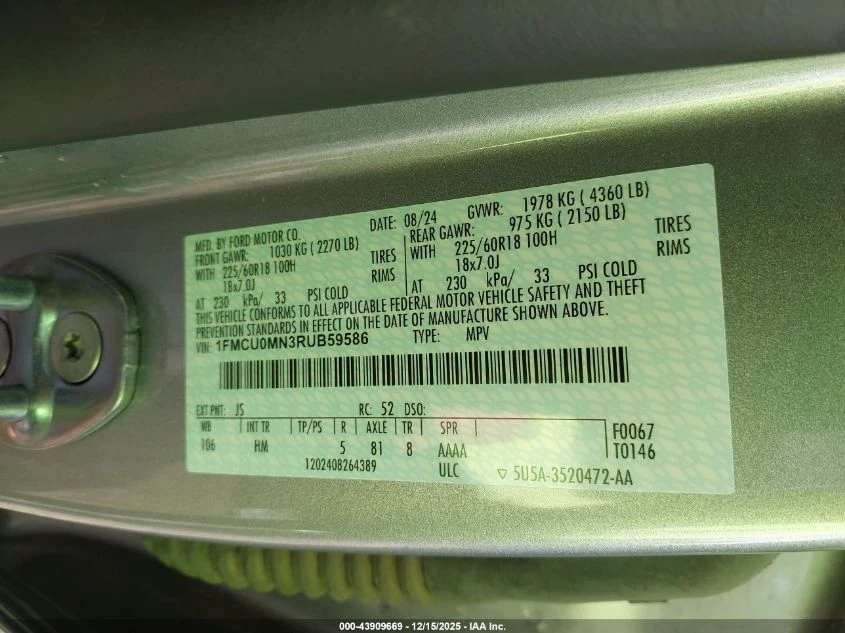 MFD. BY FORD MOTOR CO. DATE: 08/24 GVWR: 1978 KG ( 4360 LB)
FRONT GAWR: 1030 KG ( 2270 LB) REAR GAWR: 975 KG ( 2150 LB)
WITH 225/60R18 100H TIRES WITH 225/60R18 100H TIRES
18x7.0J RIMS 18x7.0J RIMS
AT 230 kPa/ 33 PSI COLD AT 230 kPa/ 33 PSI COLD
THIS VEHICLE CONFORMS TO ALL APPLICABLE FEDERAL MOTOR VEHICLE SAFETY AND THEFT
PREVENTION STANDARDS IN EFFECT ON THE DATE OF MANUFACTURE SHOWN ABOVE.
VIN: 1FMCU0MN3RUB59586 TYPE: MPV
EXT PNT: JS RC: 52 DSO:
WB INT TR TP/PS R AXLE TR SPR F0067
106 HM 5 81 8 AAAA T0146
1202408264389 ULC ▽ 5U5A-3520472-AA
000-43909669 - 12/15/2025 - IAA Inc.